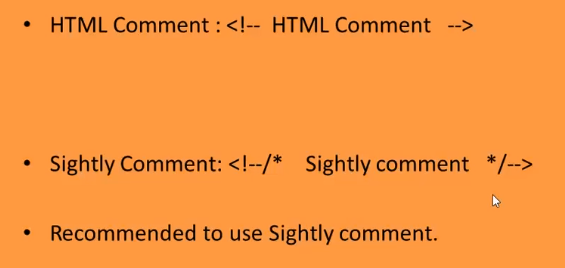 • HTML Comment : <!-- HTML Comment -->
• Sightly Comment: <!--/* Sightly comment */-->
• Recommended to use Sightly comment.